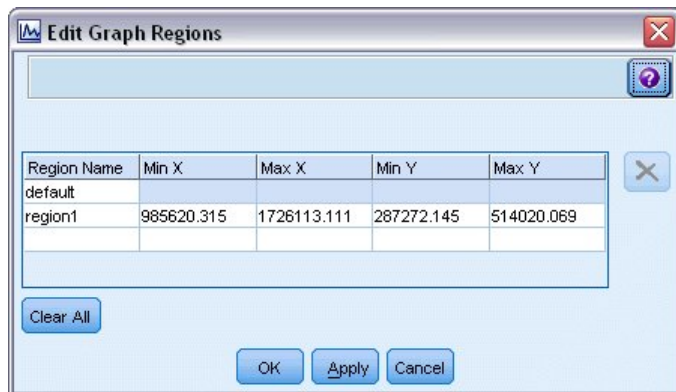 Edit Graph Regions
?
Region Name Min X Max X Min Y Max Y
default
region1 985620.315 1726113.111 287272.145 514020.069
Clear All
OK Apply Cancel